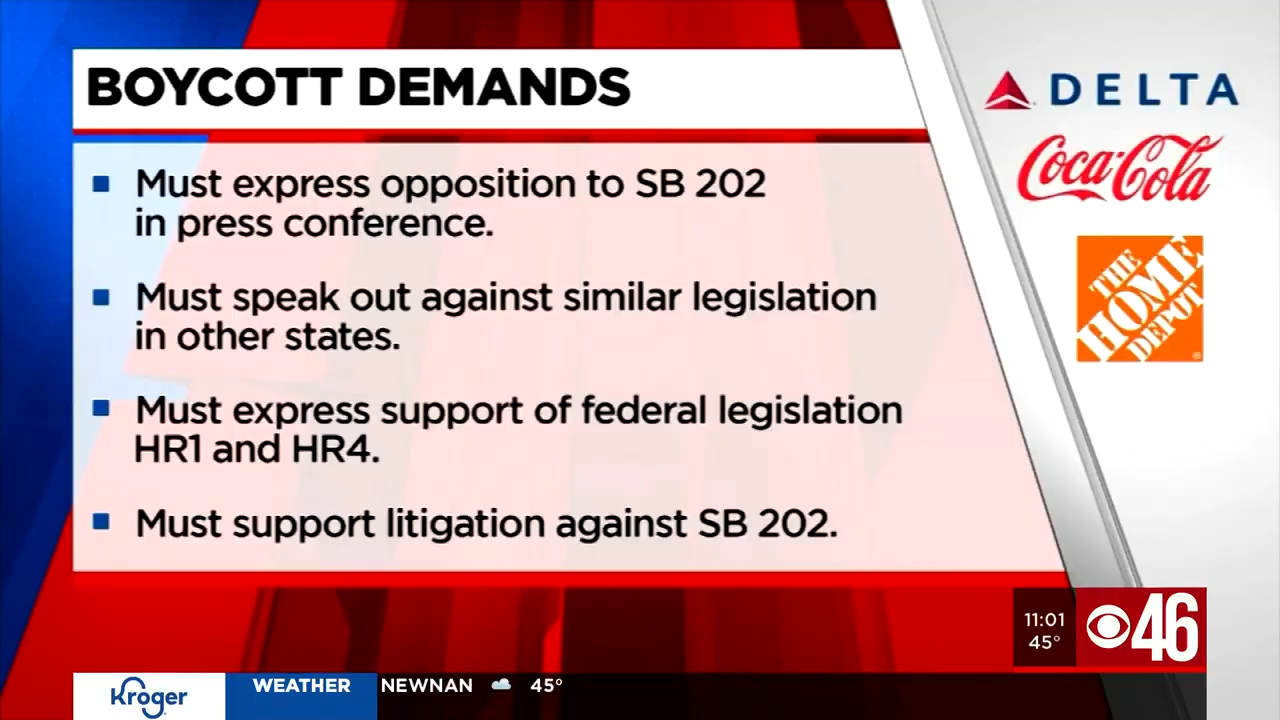 BOYCOTT DEMANDS
Must express opposition to SB 202
in press conference.
Must speak out against similar legislation
in other states.
Must express support of federal legislation
HR1 and HR4.
Must support litigation against SB 202.
DELTA
Coca-Cola
THE
HOME
DEPOT
11:01
45°
46
Kroger
WEATHER
NEWNAN 45°